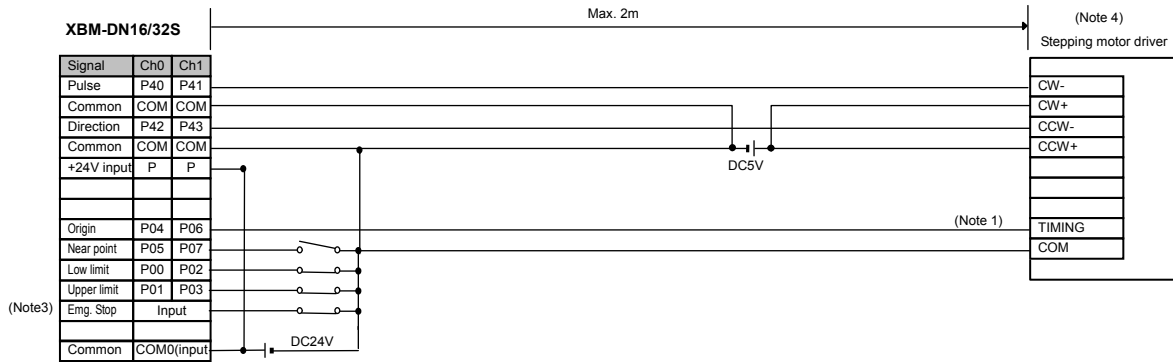 Max. 2m
(Note 4)
XBM-DN16/32S
Stepping motor driver
Signal Ch0 Ch1
Pulse P40 P41 CW-
Common COM COM CW+
Direction P42 P43 CCW-
Common COM COM CCW+
+24V input P P DC5V
Origin P04 P06 (Note 1) TIMING
Near point P05 P07 COM
Low limit P00 P02
Upper limit P01 P03
(Note3) Emg. Stop Input
Common COM0(input DC24V